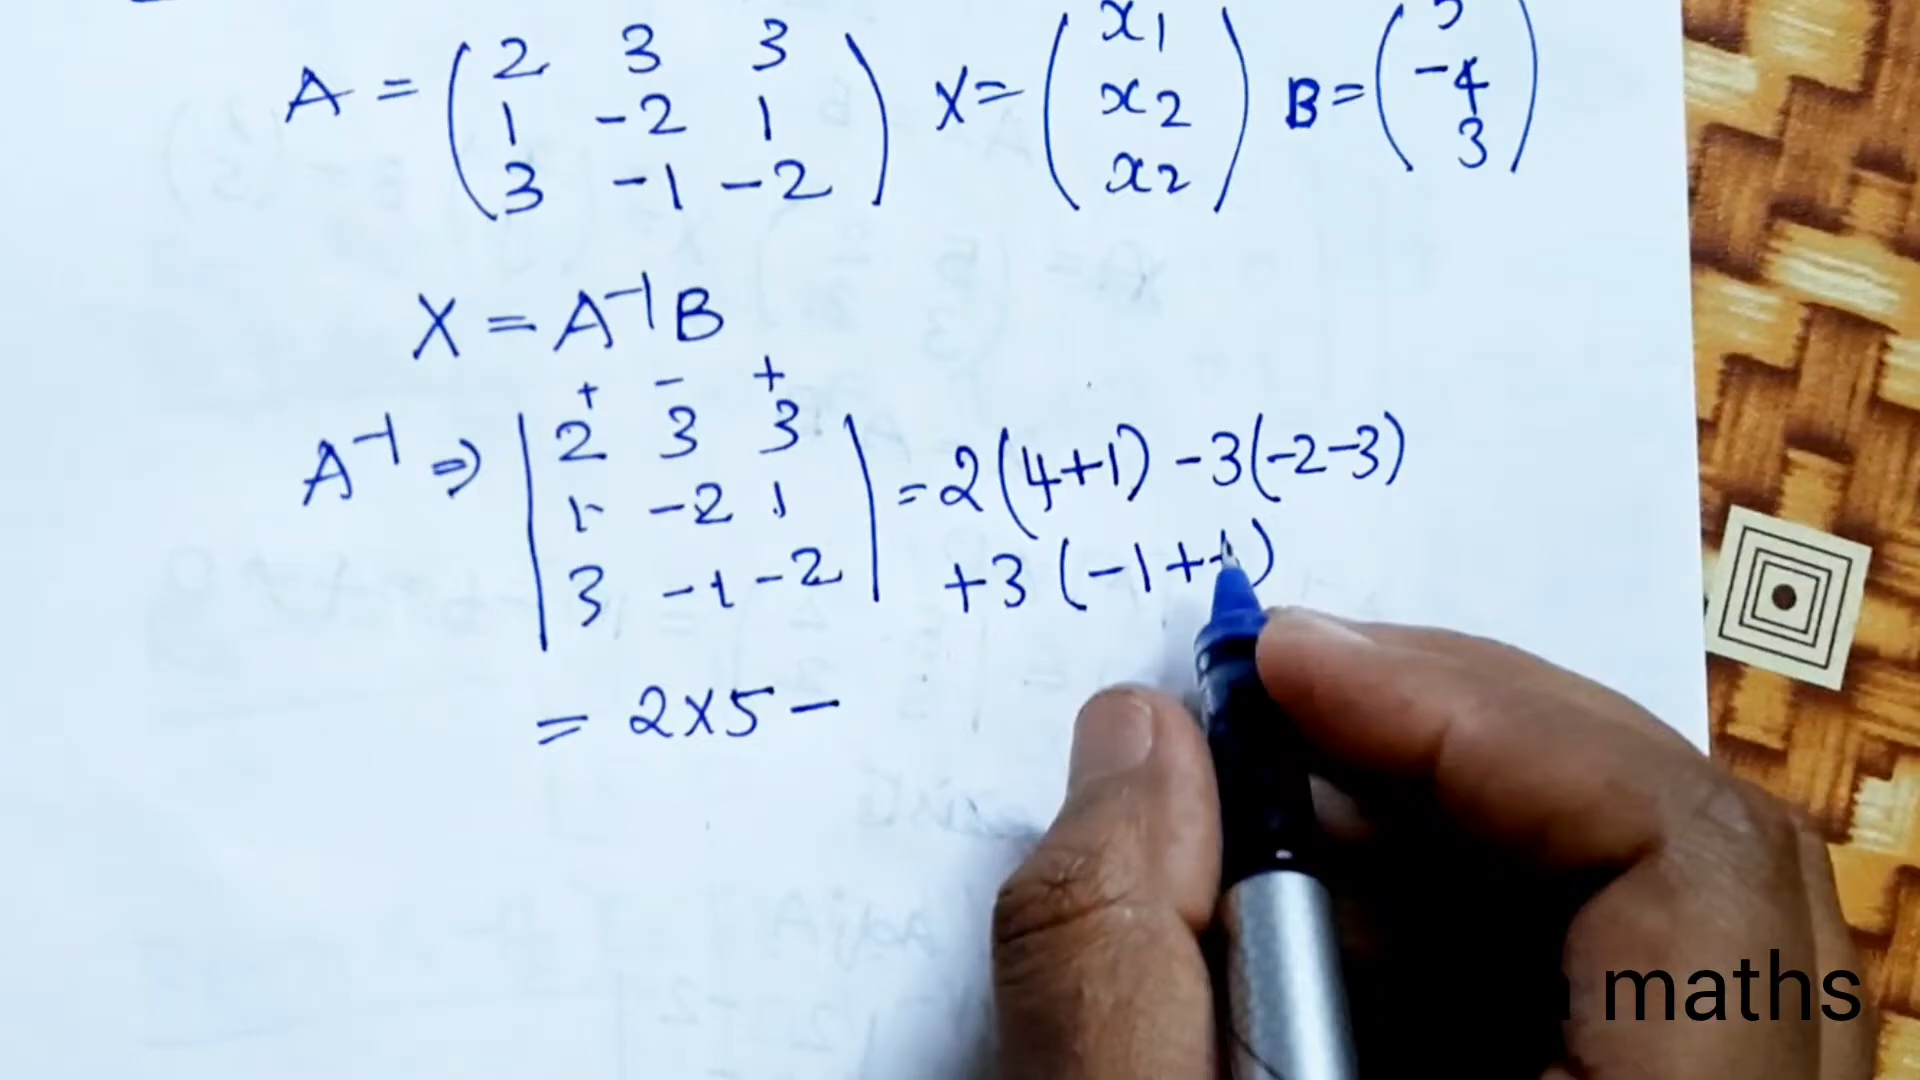 A = ( 2 3 3 X = ( x1 B = (
1 -2 1 x2 -4
3 -1 -2 ) x2 ) 3 )
X = A⁻¹B
+ - +
A⁻¹ ⇒ | 2 3 3 | = 2(4+1) -3(-2-3)
1 -2 1
3 -1 -2 +3 (-1+ )
= 2×5 -
maths